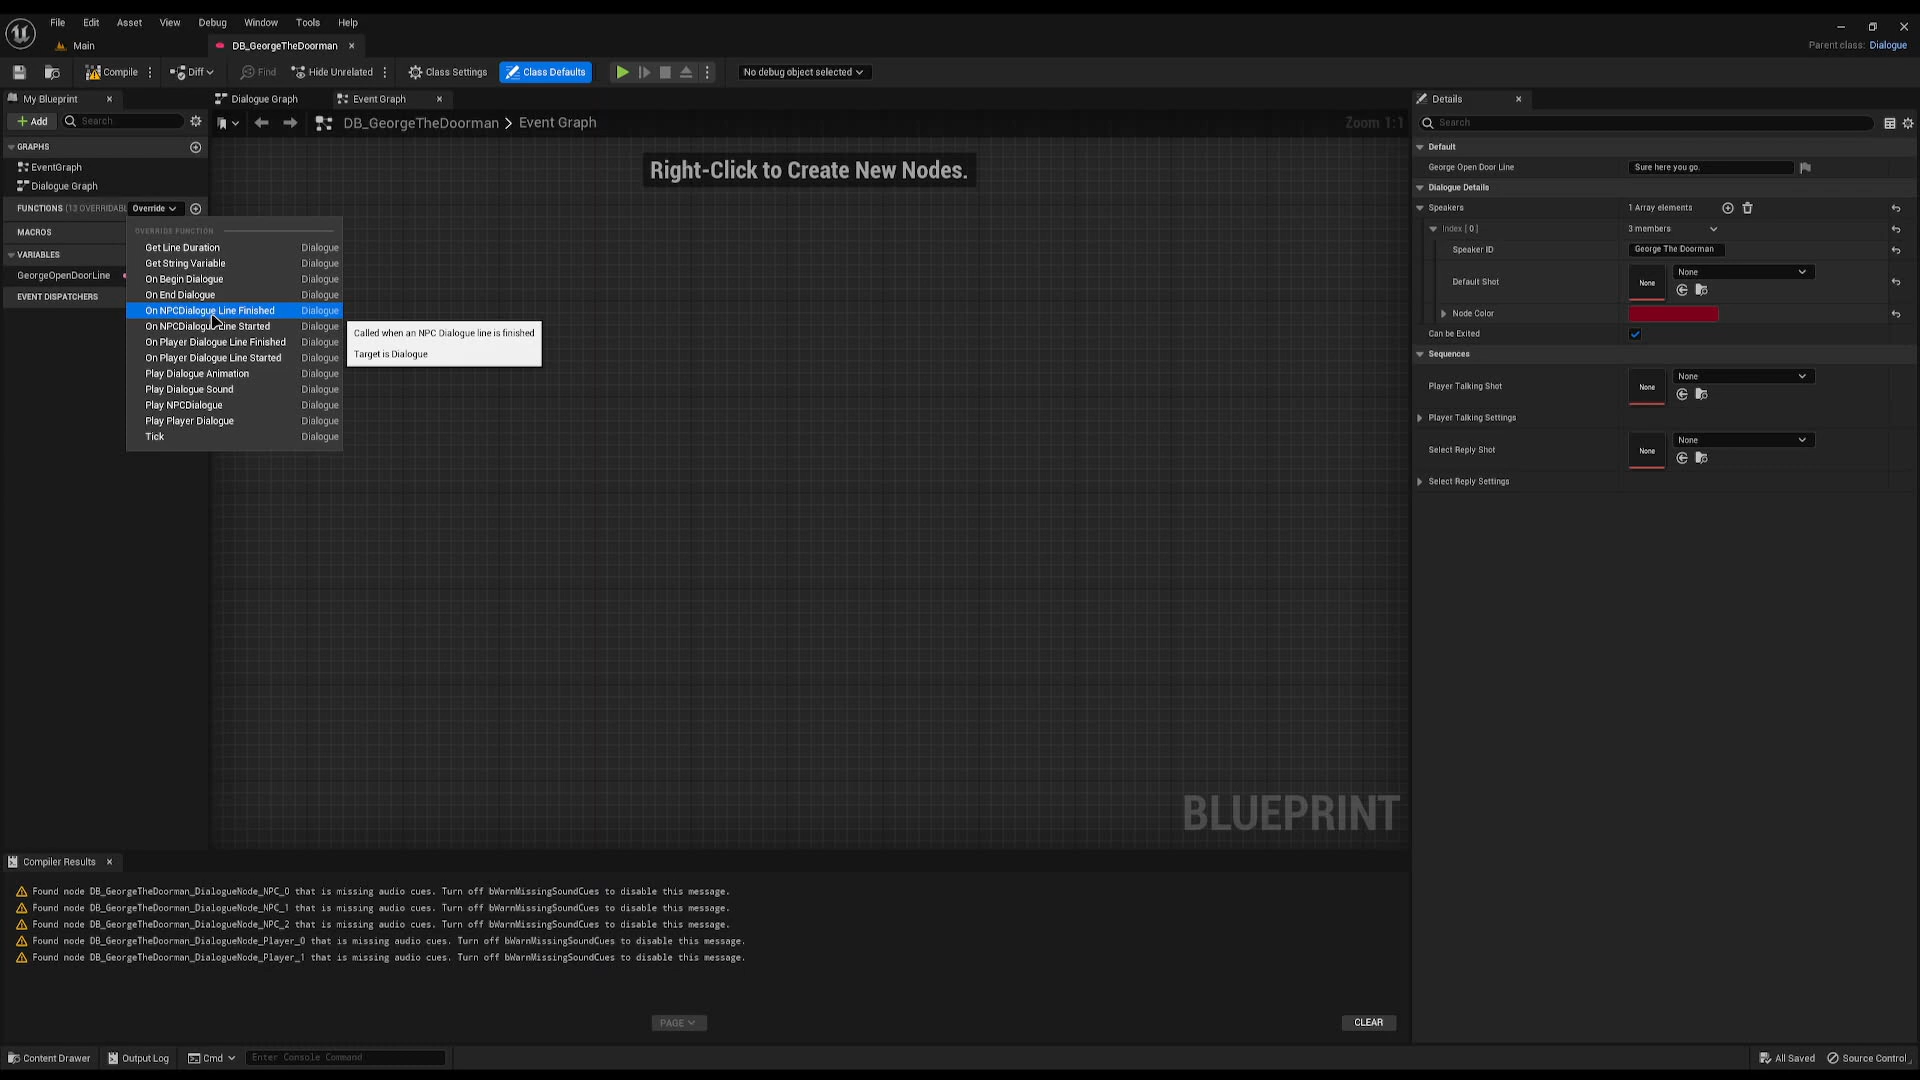 File Edit Asset View Debug Window Tools Help
Main
DB_GeorgeTheDoorman
Parent class: Dialogue
Compile
Diff
Find
Hide Unrelated
Class Settings
Class Defaults
No debug object selected
My Blueprint
Dialogue Graph
Event Graph
Details
Add
Search
DB_GeorgeTheDoorman > Event Graph
Zoom 1:1
Search
Right-Click to Create New Nodes.
GRAPHS
EventGraph
Dialogue Graph
FUNCTIONS (13 OVERRIDABL
Override
MACROS
VARIABLES
GeorgeOpenDoorLine
EVENT DISPATCHERS
OVERRIDE FUNCTION
Get Line Duration Dialogue
Get String Variable Dialogue
On Begin Dialogue Dialogue
On End Dialogue Dialogue
On NPCDialogue Line Finished Dialogue
On NPCDialogue Line Started Dialogue
On Player Dialogue Line Finished Dialogue
On Player Dialogue Line Started Dialogue
Play Dialogue Animation Dialogue
Play Dialogue Sound Dialogue
Play NPCDialogue Dialogue
Play Player Dialogue Dialogue
Tick Dialogue
Called when an NPC Dialogue line is finished
Target is Dialogue
Default
George Open Door Line Sure here you go.
Dialogue Details
Speakers 1 Array elements
Index [ 0 ] 3 members
Speaker ID George The Doorman
Default Shot None None
Node Color
Can be Exited
Sequences
Player Talking Shot None None
Player Talking Settings
Select Reply Shot None None
Select Reply Settings
BLUEPRINT
Compiler Results
Found node DB_GeorgeTheDoorman_DialogueNode_NPC_0 that is missing audio cues. Turn off bWarnMissingSoundCues to disable this message.
Found node DB_GeorgeTheDoorman_DialogueNode_NPC_1 that is missing audio cues. Turn off bWarnMissingSoundCues to disable this message.
Found node DB_GeorgeTheDoorman_DialogueNode_NPC_2 that is missing audio cues. Turn off bWarnMissingSoundCues to disable this message.
Found node DB_GeorgeTheDoorman_DialogueNode_Player_0 that is missing audio cues. Turn off bWarnMissingSoundCues to disable this message.
Found node DB_GeorgeTheDoorman_DialogueNode_Player_1 that is missing audio cues. Turn off bWarnMissingSoundCues to disable this message.
PAGE
CLEAR
Content Drawer
Output Log
Cmd
Enter Console Command
All Saved
Source Control